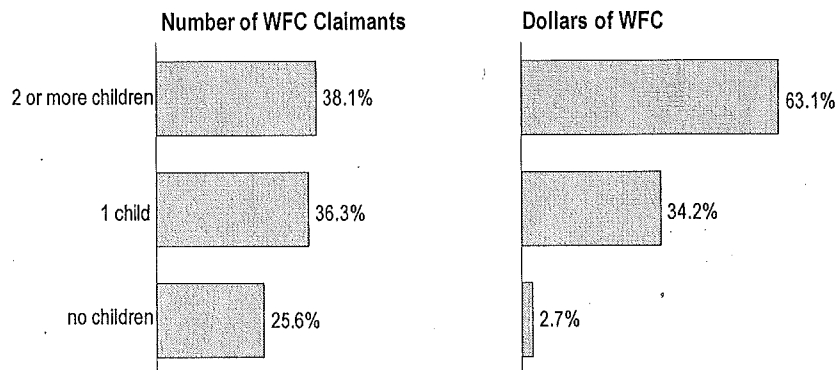 Number of WFC Claimants
2 or more children
38.1%
1 child
36.3%
no children
25.6%
Dollars of WFC
63.1%
34.2%
2.7%